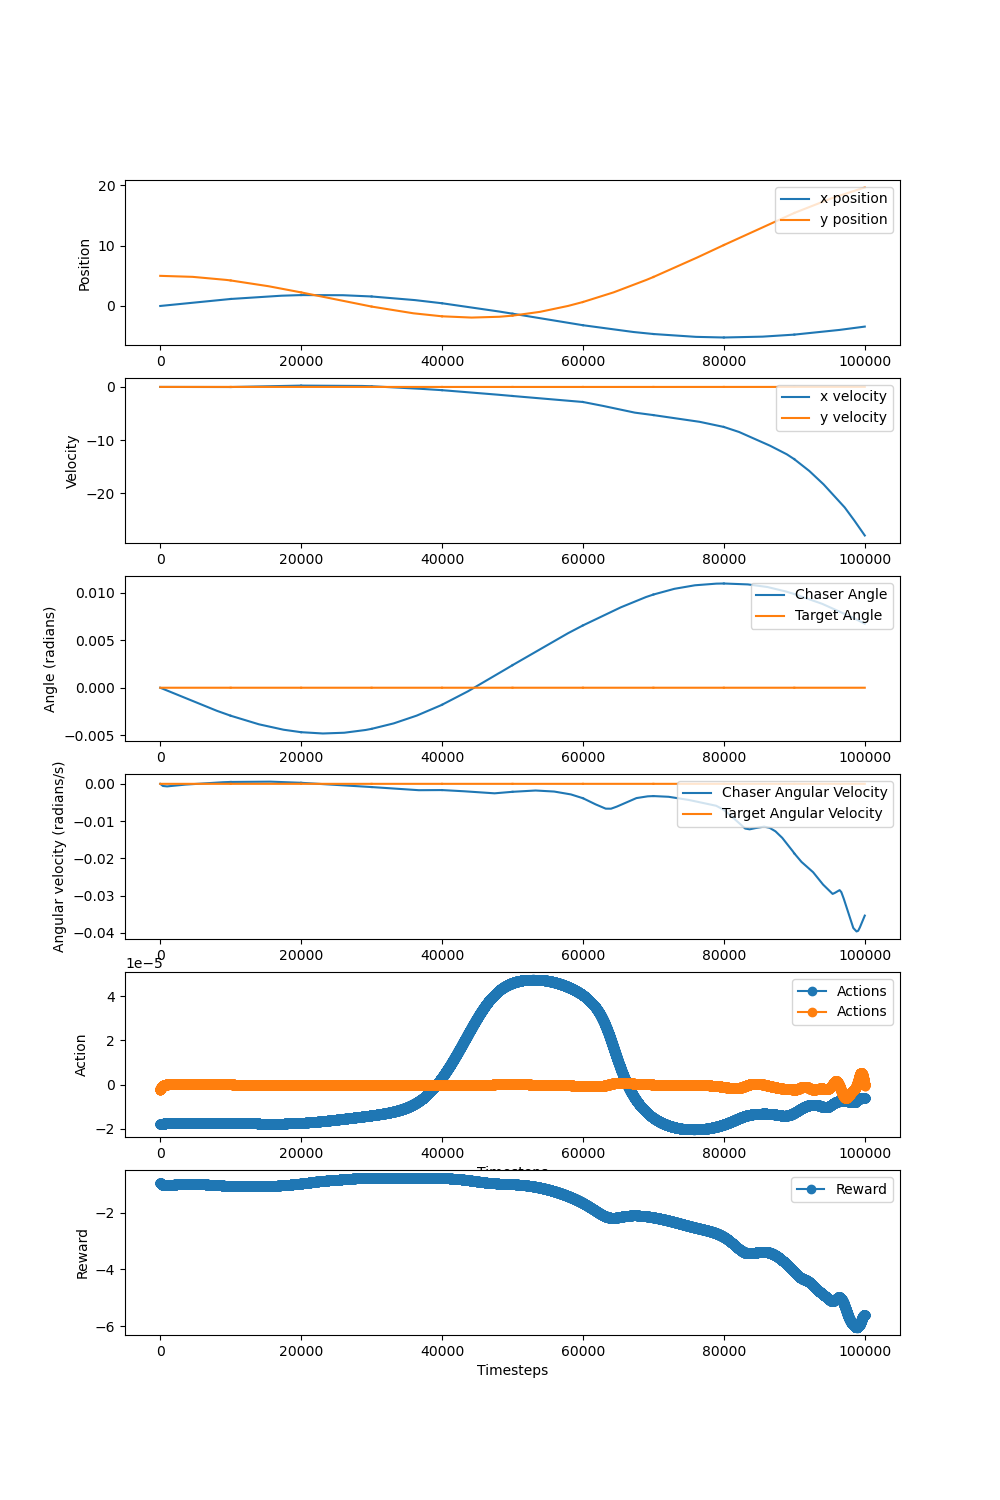 Position
20
10
0
x position
y position
0 20000 40000 60000 80000 100000
Velocity
0
−10
−20
x velocity
y velocity
0 20000 40000 60000 80000 100000
Angle (radians)
0.010
0.005
0.000
−0.005
Chaser Angle
Target Angle
0 20000 40000 60000 80000 100000
Angular velocity (radians/s)
0.00
−0.01
−0.02
−0.03
−0.04
Chaser Angular Velocity
Target Angular Velocity
0 20000 40000 60000 80000 100000
1e−5
Action
4
2
0
−2
Actions
Actions
0 20000 40000 60000 80000 100000
Timesteps
Reward
−2
−4
−6
Reward
0 20000 40000 60000 80000 100000
Timesteps